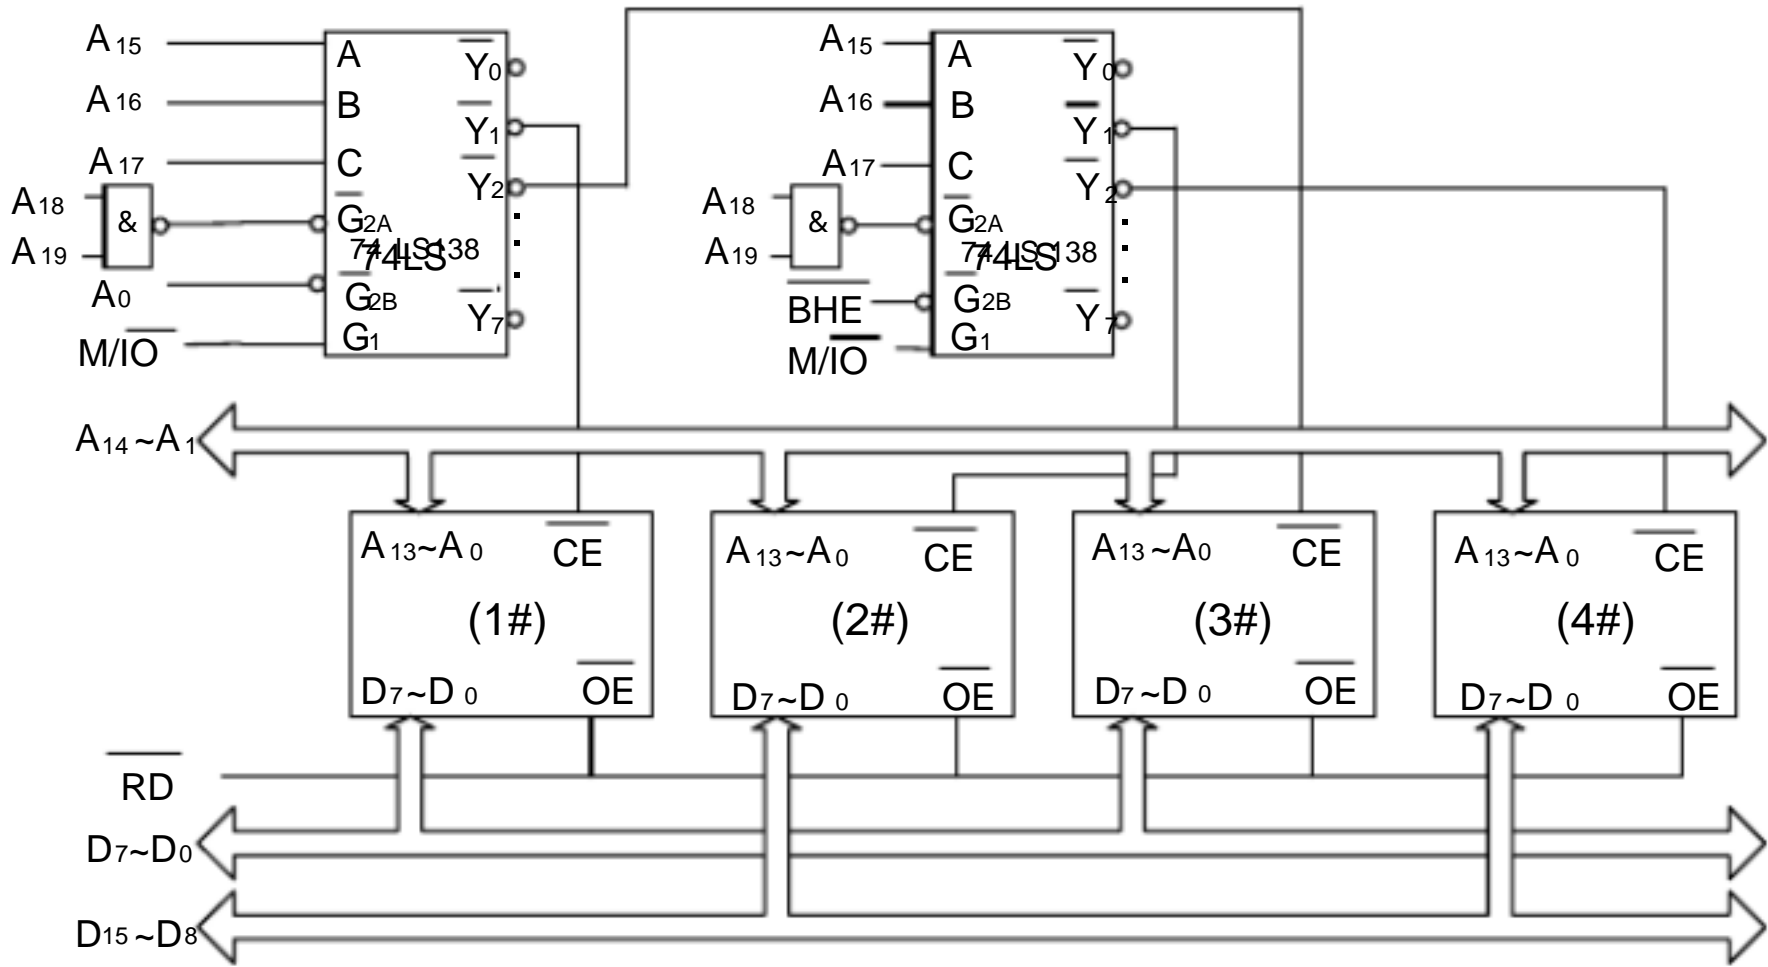 A15 A Y0 A15 A Y0
A16 B Y1 A16 B Y1
A17 C Y2 A17 C Y2
A18 & G2A A18 & G2A
A19 74LS138 74LS A19 74LS138 74LS
A0 G2B Y7 BHE G2B Y7
M/IO G1 M/IO G1
A14~A1
A13~A0 CE A13~A0 CE A13~A0 CE A13~A0 CE
(1#) (2#) (3#) (4#)
D7~D0 OE D7~D0 OE D7~D0 OE D7~D0 OE
RD
D7~D0
D15~D8